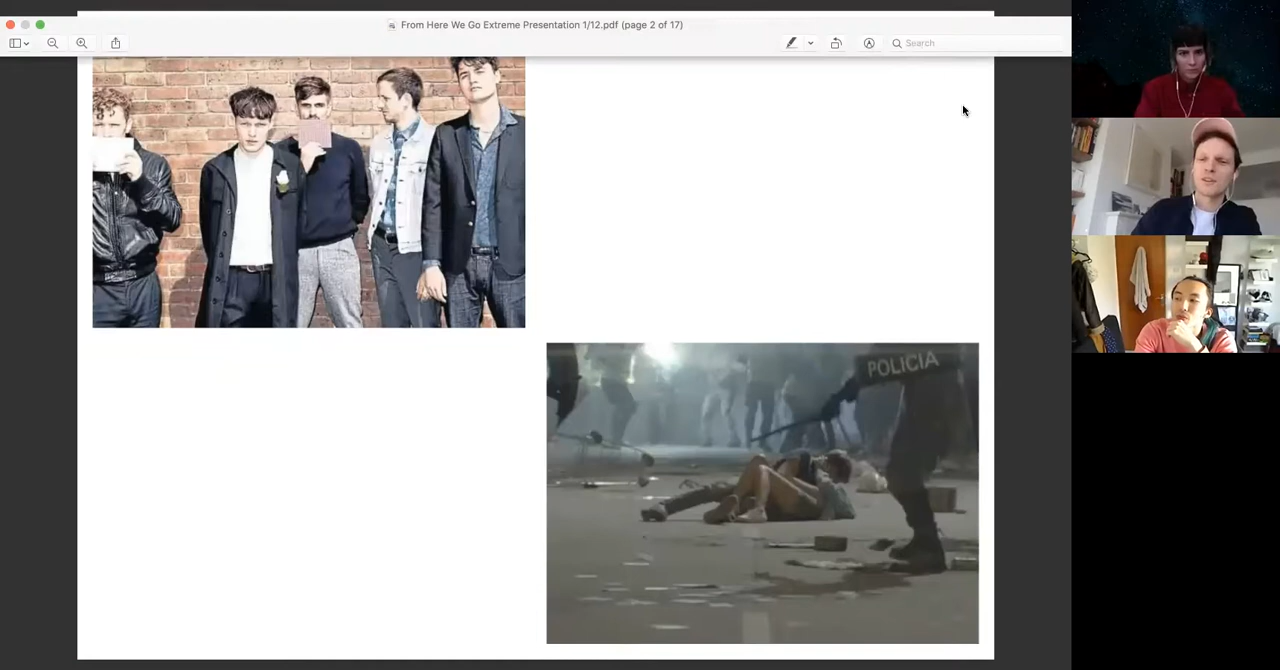 From Here We Go Extreme Presentation 1/12.pdf (page 2 of 17)
Search
POLICIA